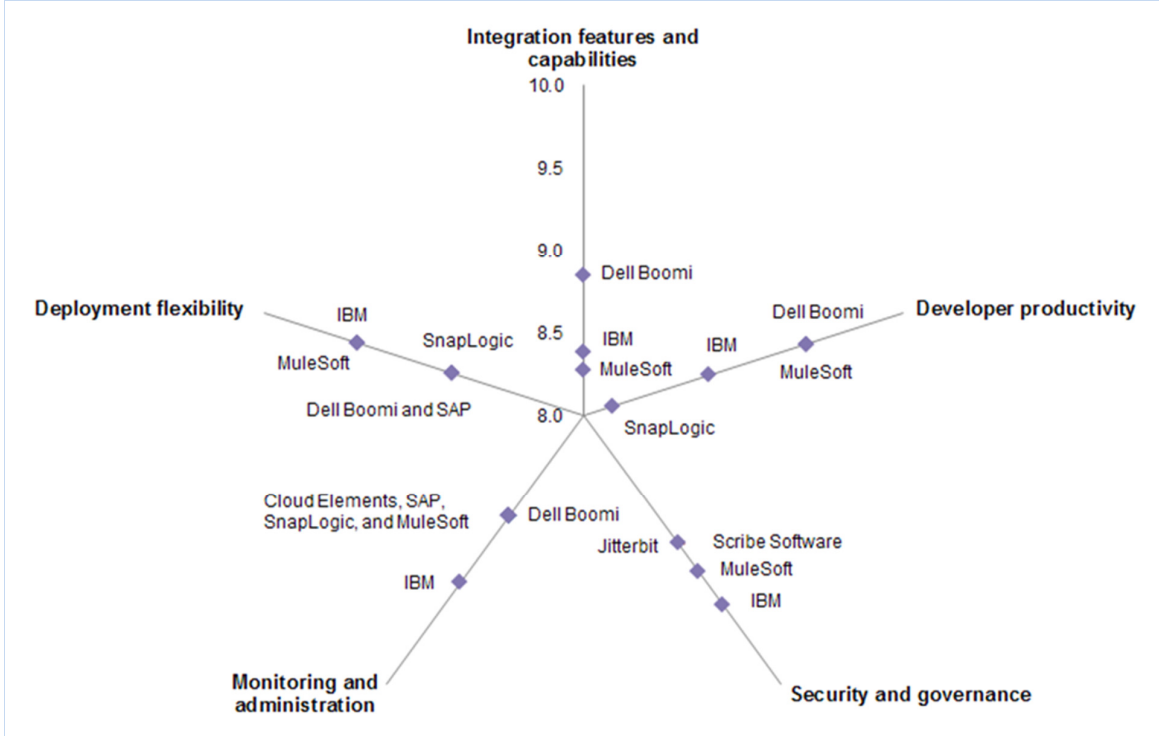 Integration features and
capabilities
10.0
9.5
9.0
Dell Boomi
8.5
IBM
MuleSoft
8.0
Deployment flexibility
IBM
MuleSoft
SnapLogic
Dell Boomi and SAP
Developer productivity
Dell Boomi
MuleSoft
IBM
SnapLogic
Cloud Elements, SAP,
SnapLogic, and MuleSoft
Dell Boomi
IBM
Monitoring and
administration
Jitterbit
Scribe Software
MuleSoft
IBM
Security and governance